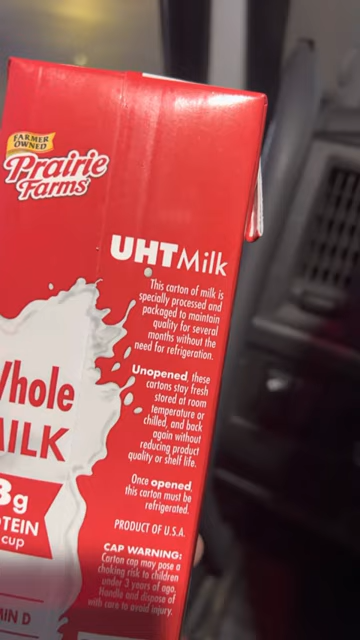 FARMER
OWNED
Prairie
Farms
UHT Milk
This carton of milk is
specially processed and
packaged to maintain
quality for several
months without the
need for refrigeration.
Unopened, these
cartons stay fresh
stored at room
temperature or
chilled, and back
again without
reducing product
quality or shelf life.
Once opened,
this carton must be
refrigerated.
PRODUCT OF U.S.A.
CAP WARNING:
Carton cap may pose a
choking risk to children
under 3 years of age.
Handle and dispose of
with care to avoid injury.
Whole
MILK
8g
PROTEIN
cup
MIN D